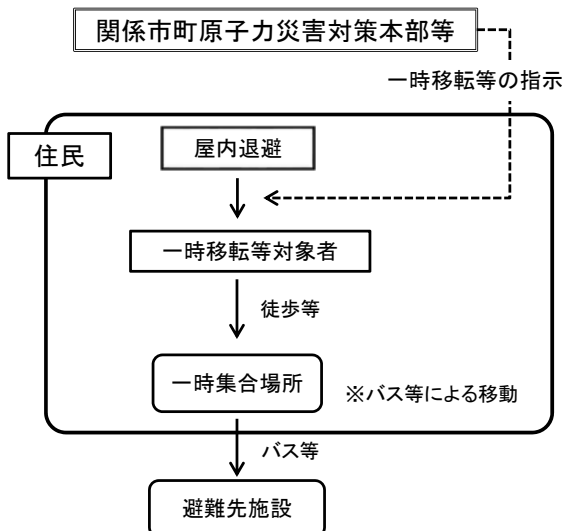 関係市町原子力災害対策本部等
一時移転等の指示
住民
屋内退避
一時移転等対象者
徒歩等
一時集合場所
※バス等による移動
バス等
避難先施設